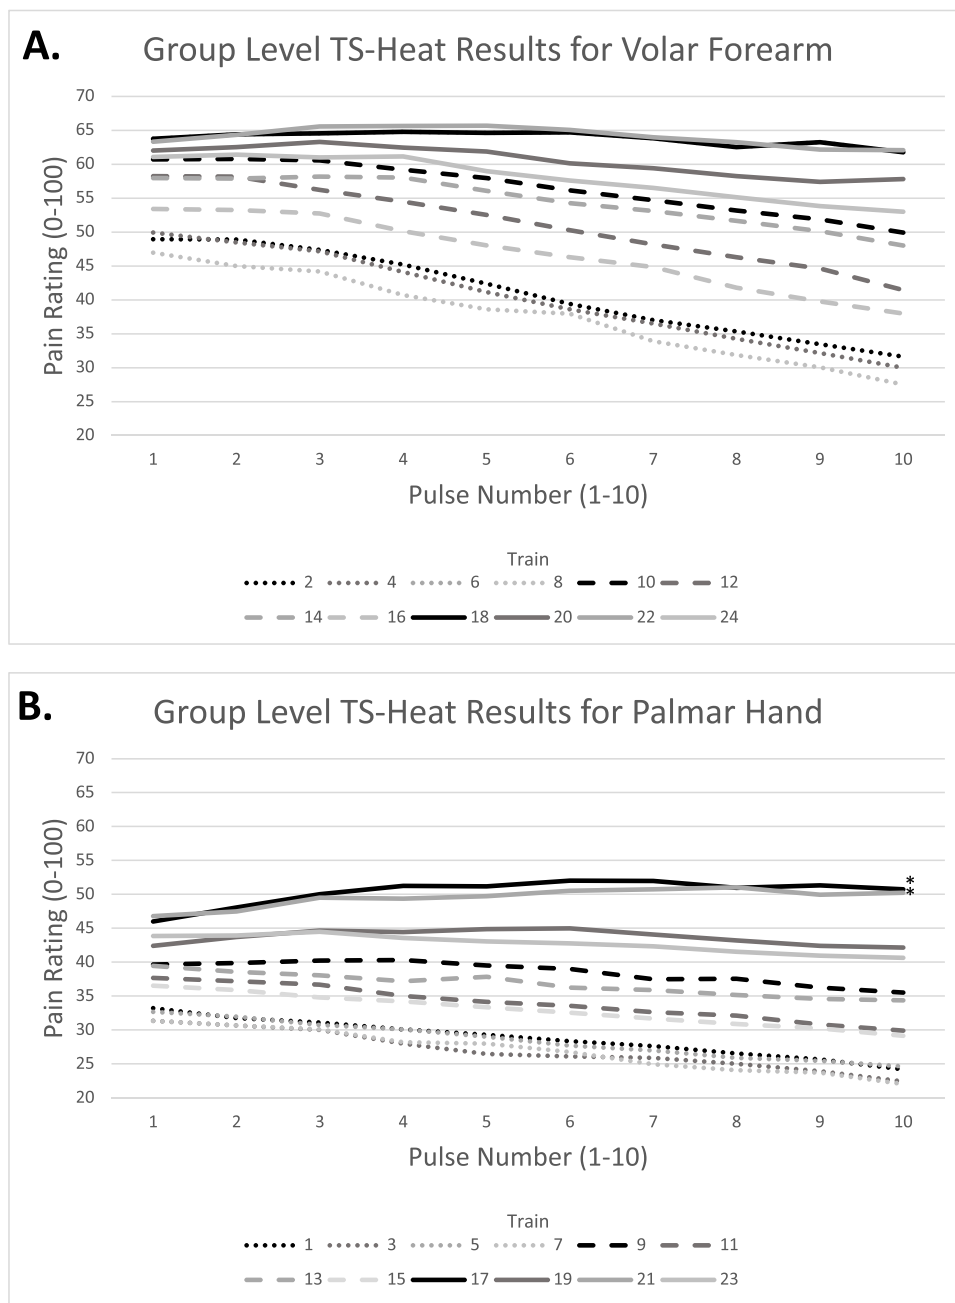 A.
Group Level TS-Heat Results for Volar Forearm
Pain Rating (0-100)
70
65
60
55
50
45
40
35
30
25
20
1 2 3 4 5 6 7 8 9 10
Pulse Number (1-10)
Train
2 4 6 8 10 12
14 16 18 20 22 24
B.
Group Level TS-Heat Results for Palmar Hand
Pain Rating (0-100)
70
65
60
55
50
45
40
35
30
25
20
*
*
1 2 3 4 5 6 7 8 9 10
Pulse Number (1-10)
Train
1 3 5 7 9 11
13 15 17 19 21 23